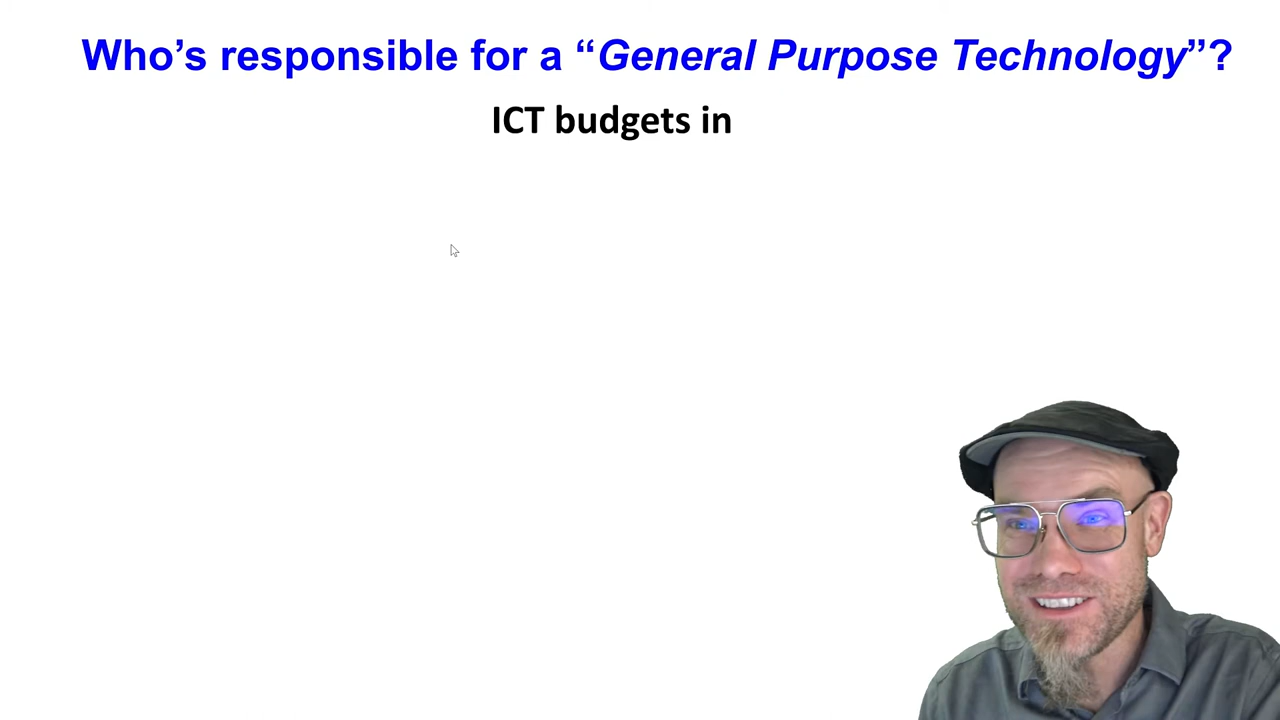 Who’s responsible for a “General Purpose Technology”?
ICT budgets in